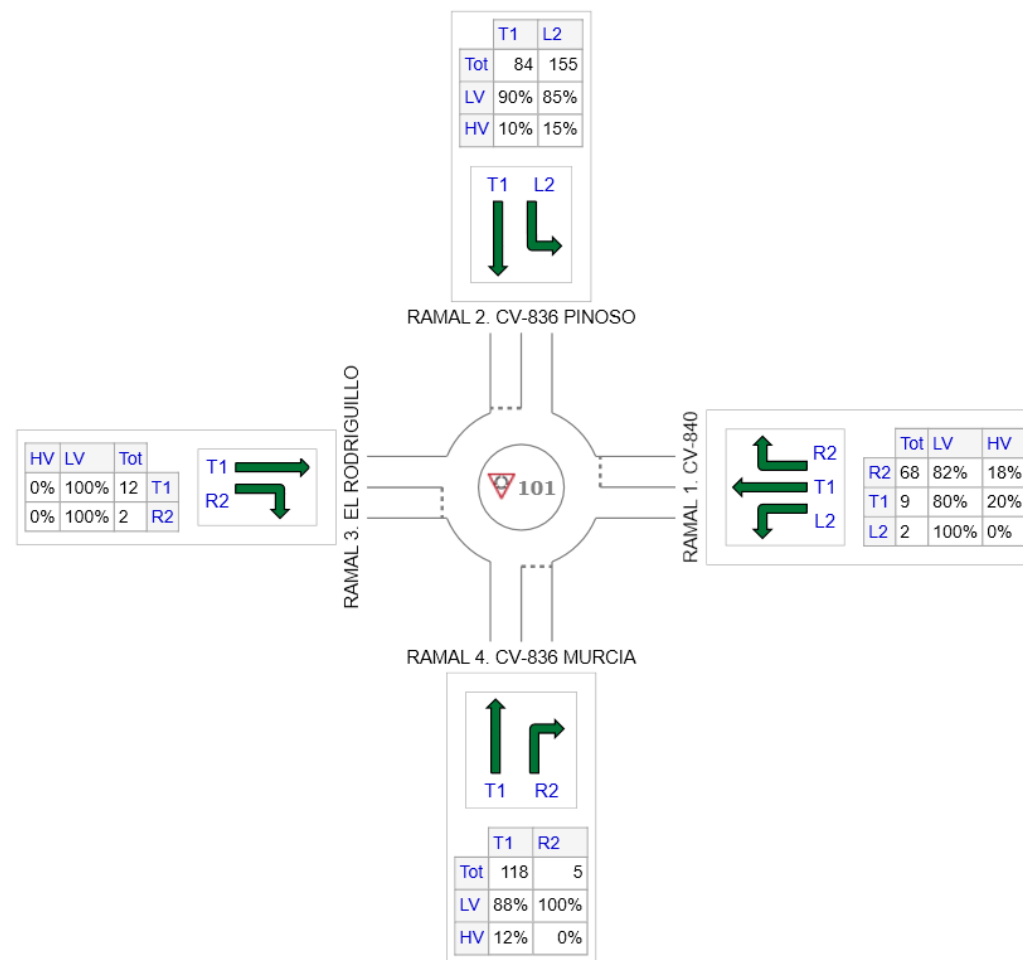 T1 L2
Tot 84 155
LV 90% 85%
HV 10% 15%
T1 L2
RAMAL 2. CV-836 PINOSO
HV LV Tot
0% 100% 12 T1
0% 100% 2 R2
T1
R2
RAMAL 3. EL RODRIGUILLO
101
RAMAL 1. CV-840
R2
T1
L2
Tot LV HV
R2 68 82% 18%
T1 9 80% 20%
L2 2 100% 0%
RAMAL 4. CV-836 MURCIA
T1 R2
T1 R2
Tot 118 5
LV 88% 100%
HV 12% 0%